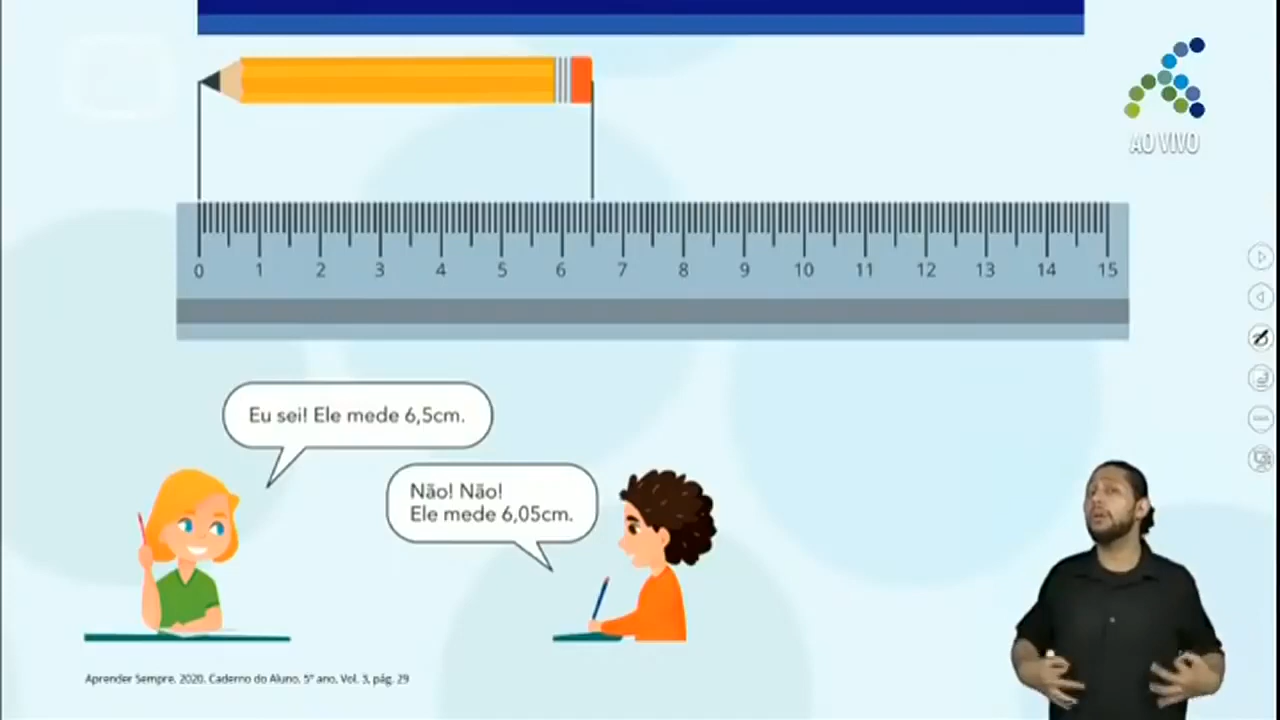 AO VIVO
0 1 2 3 4 5 6 7 8 9 10 11 12 13 14 15
Eu sei! Ele mede 6,5cm.
Não! Não!
Ele mede 6,05cm.
Aprender Sempre. 2020. Caderno do Aluno. 5º ano, Vol. 3, pág. 29